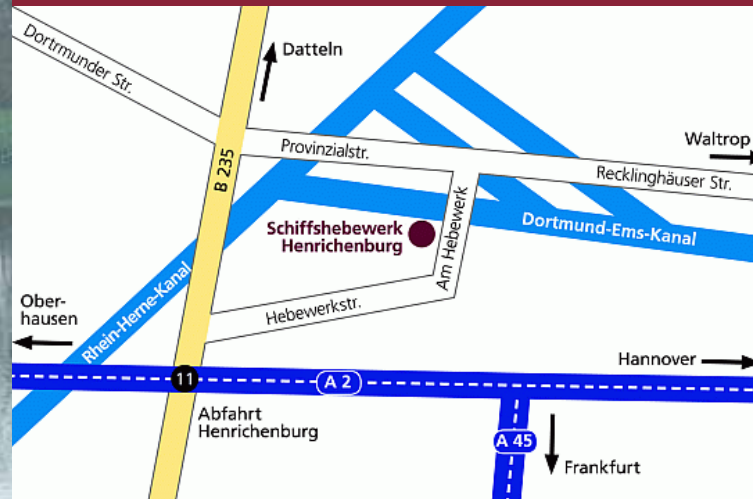 Dortmunder Str.
Datteln
B 235
Provinzialstr.
Waltrop
Recklinghäuser Str.
Schiffshebewerk
Henrichenburg
Am Hebewerk
Dortmund-Ems-Kanal
Rhein-Herne-Kanal
Ober-
hausen
Hebewerkstr.
Hannover
11
A 2
Abfahrt
Henrichenburg
A 45
Frankfurt